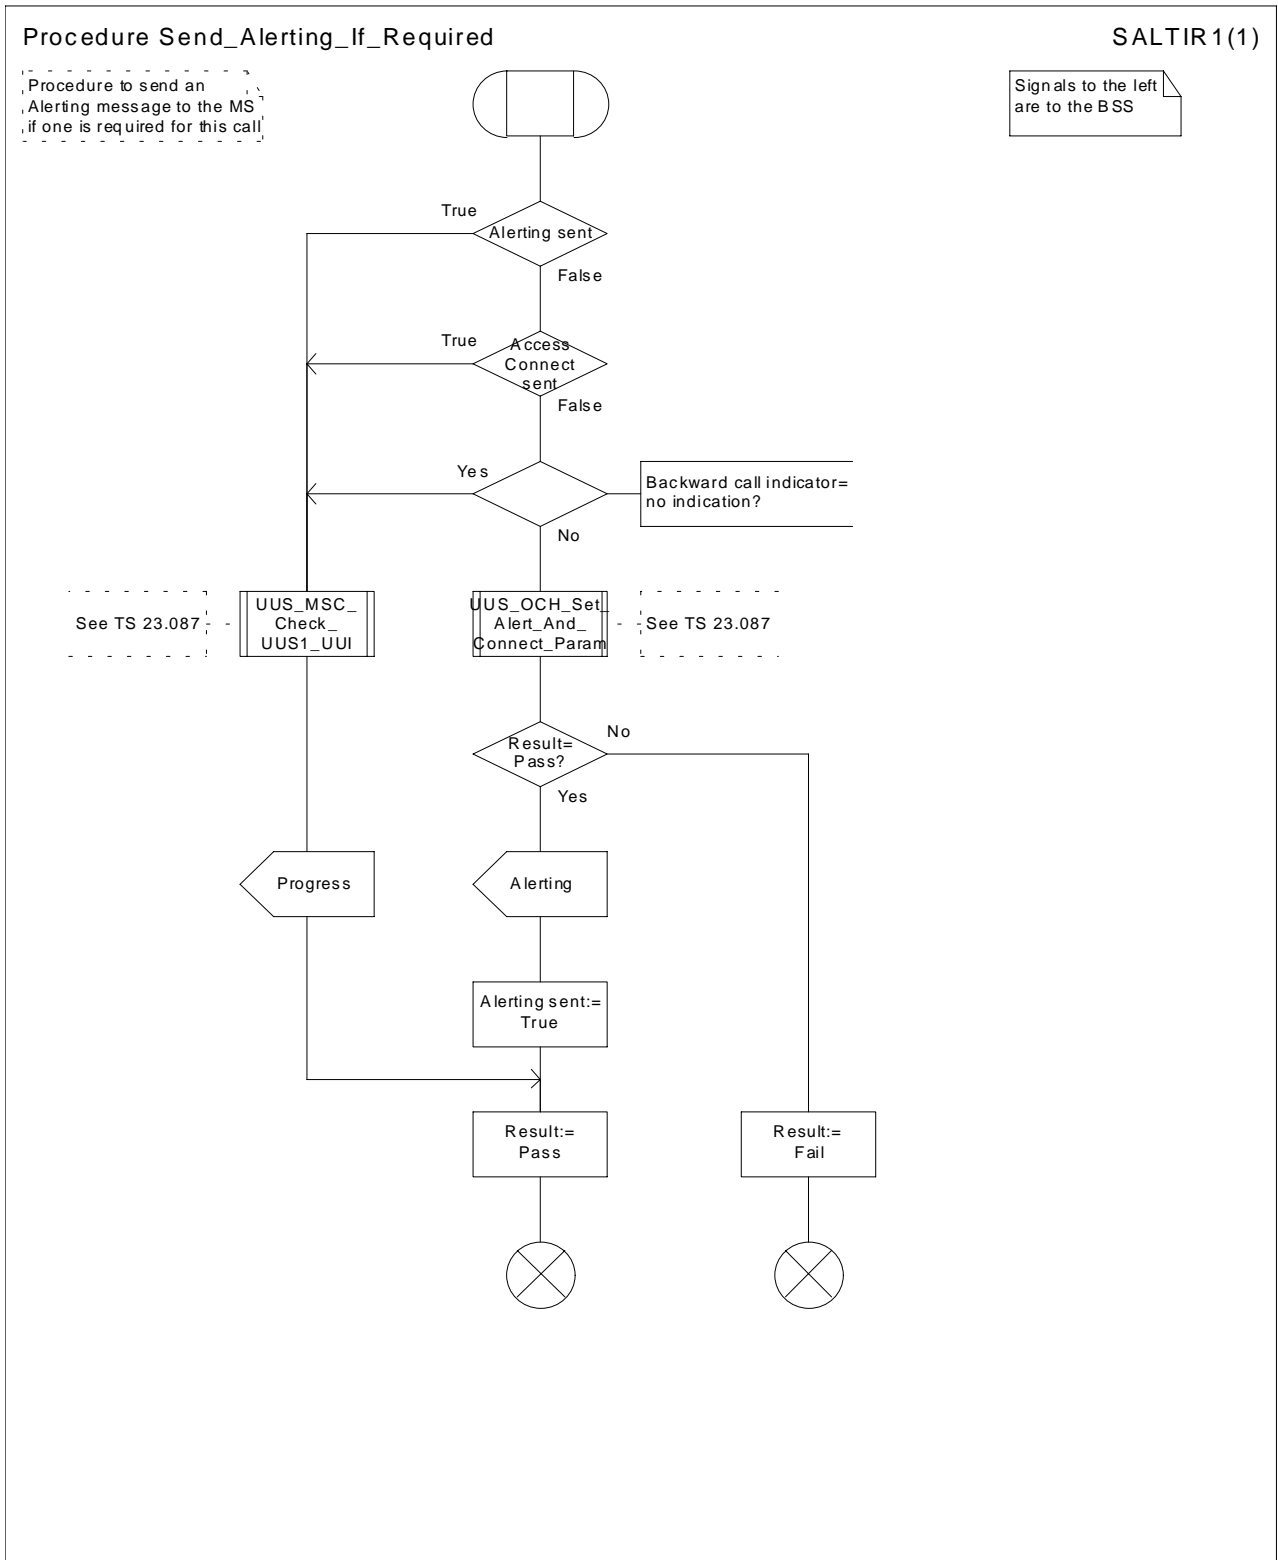 Procedure Send_Alerting_If_Required
SALTIR1(1)
Procedure to send an
Alerting message to the MS
if one is required for this call
Signals to the left
are to the BSS
True
Alerting sent
False
True
Access
Connect
sent
False
Yes
Backward call indicator=
no indication?
No
See TS 23.087
UUS_MSC_
Check_
UUS1_UUI
UUS_OCH_Set_
Alert_And_
Connect_Param
See TS 23.087
Result=
Pass?
No
Yes
Progress
Alerting
Alerting sent:=
True
Result:=
Pass
Result:=
Fail